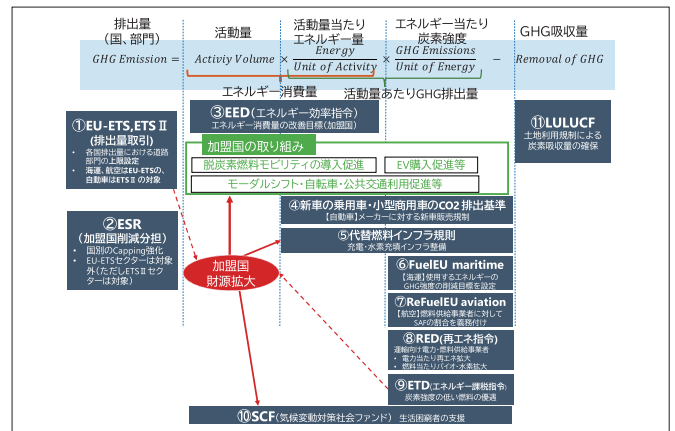 排出量
(国、部門)
活動量
活動量当たり
エネルギー量
エネルギー当たり
炭素強度
GHG吸収量
GHG Emission = Activiy Volume × Energy / Unit of Activity × GHG Emissions / Unit of Energy − Removal of GHG
エネルギー消費量
活動量あたりGHG排出量
①EU-ETS,ETSⅡ
(排出量取引)
• 各国排出量における道路
部門の上限設定
• 海運、航空はEU-ETSの、
自動車はETSⅡの対象
③EED(エネルギー効率指令)
エネルギー消費量の改善目標(加盟国)
⑪LULUCF
土地利用規制による
炭素吸収量の確保
加盟国の取り組み
脱炭素燃料モビリティの導入促進
EV購入促進等
モーダルシフト・自転車・公共交通利用促進等
②ESR
(加盟国削減分担)
• 国別のCapping強化
• EU-ETSセクターは対象
外(ただしETSⅡセク
ターは対象)
④新車の乗用車・小型商用車のCO2 排出基準
【自動車】メーカーに対する新車販売規制
⑤代替燃料インフラ規則
充電・水素充填インフラ整備
加盟国
財源拡大
⑥FuelEU maritime
【海運】使用するエネルギーの
GHG強度の削減目標を設定
⑦ReFuelEU aviation
【航空】燃料供給事業者に対して
SAFの割合を義務付け
⑧RED(再エネ指令)
運輸向け電力・燃料供給事業者
• 電力当たり再エネ拡大
• 燃料当たりバイオ・水素拡大
⑨ETD(エネルギー課税指令)
炭素強度の低い燃料の優遇
⑩SCF(気候変動対策社会ファンド) 生活困窮者の支援